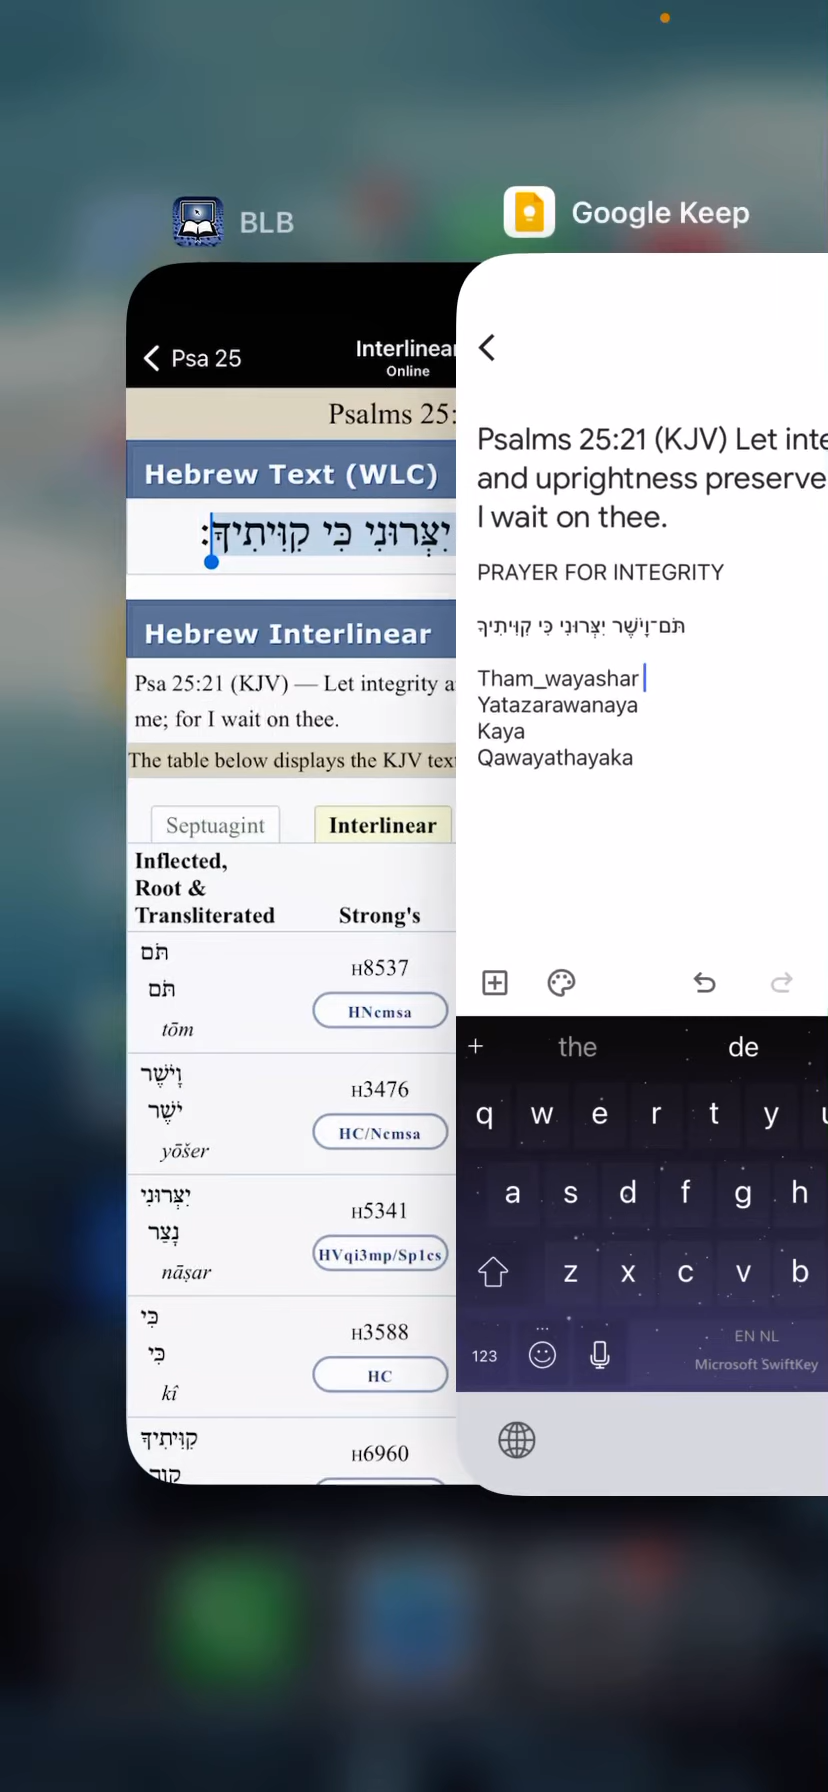 BLB
Google Keep
Psa 25
Interlinear
Online
Psalms 25:
Hebrew Text (WLC)
יִצְּרוּנִי כִּי קִוִּיתִיךָ׃
Hebrew Interlinear
Psa 25:21 (KJV) — Let integrity a
me; for I wait on thee.
The table below displays the KJV tex
Septuagint
Interlinear
Inflected,
Root &
Transliterated
Strong's
תֹּם
תֹּם
tōm
H8537
HNcmsa
וָיֹשֶׁר
יֹשֶׁר
yōšer
H3476
HC/Ncmsa
יִצְּרוּנִי
נָצַר
nāṣar
H5341
HVqi3mp/Sp1cs
כִּי
כִּי
kî
H3588
HC
קִוִּיתִיךָ
H6960
Psalms 25:21 (KJV) Let inte
and uprightness preserve
I wait on thee.
PRAYER FOR INTEGRITY
תֹּם־וָיֹשֶׁר יִצְּרוּנִי כִּי קִוִּיתִיךָ
Tham_wayashar
Yatazarawanaya
Kaya
Qawayathayaka
+
the
de
q w e r t y u
a s d f g h
z x c v b
123
EN NL
Microsoft SwiftKey